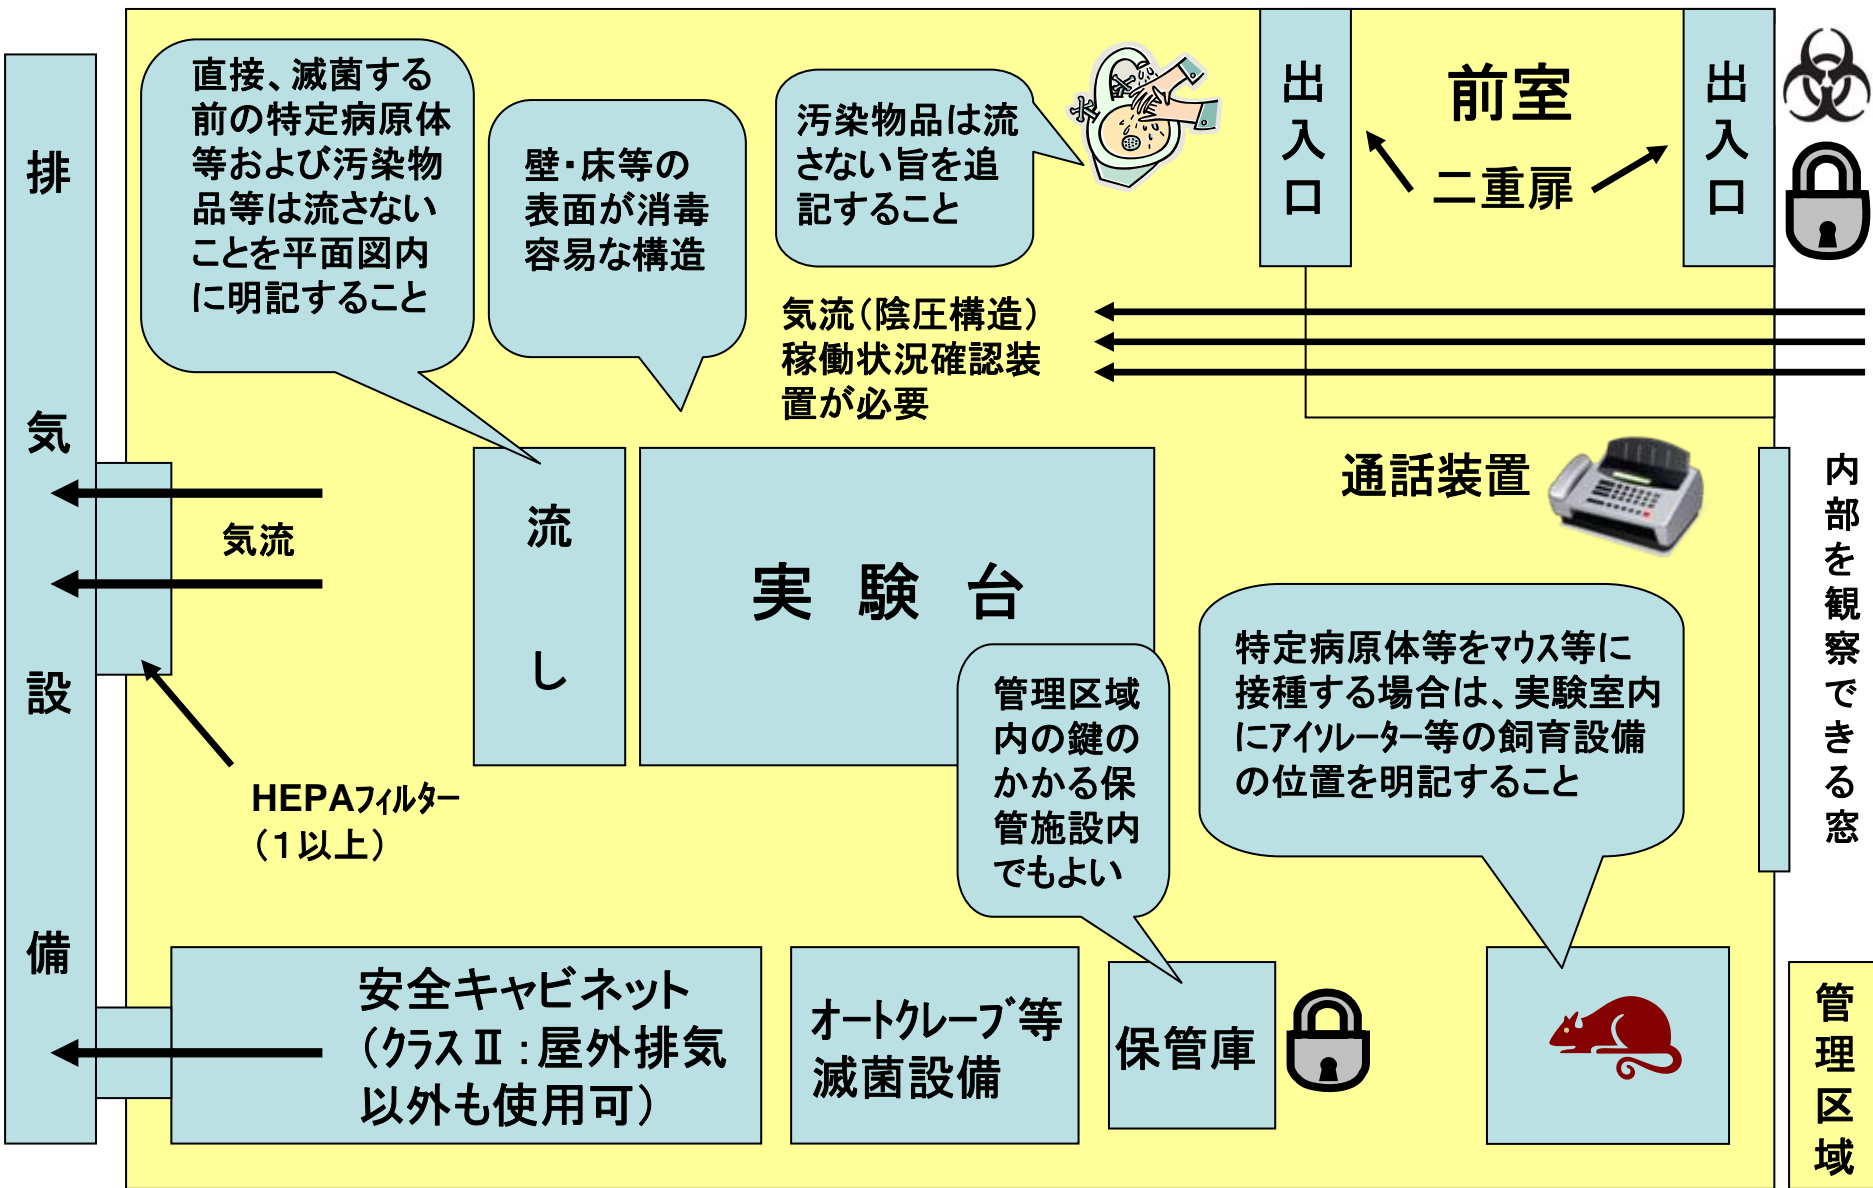 排気設備
直接、滅菌する
前の特定病原体
等および汚染物
品等は流さない
ことを平面図内
に明記すること
壁・床等の
表面が消毒
容易な構造
汚染物品は流
さない旨を追
記すること
出入口
前室
二重扉
出入口
気流（陰圧構造）
稼働状況確認装
置が必要
通話装置
内部を観察できる窓
気流
流し
実験台
HEPAフィルター
（１以上）
管理区域
内の鍵の
かかる保
管施設内
でもよい
特定病原体等をマウス等に
接種する場合は、実験室内
にアイソレーター等の飼育設備
の位置を明記すること
安全キャビネット
（クラスⅡ：屋外排気
以外も使用可）
オートクレーブ等
滅菌設備
保管庫
管理区域